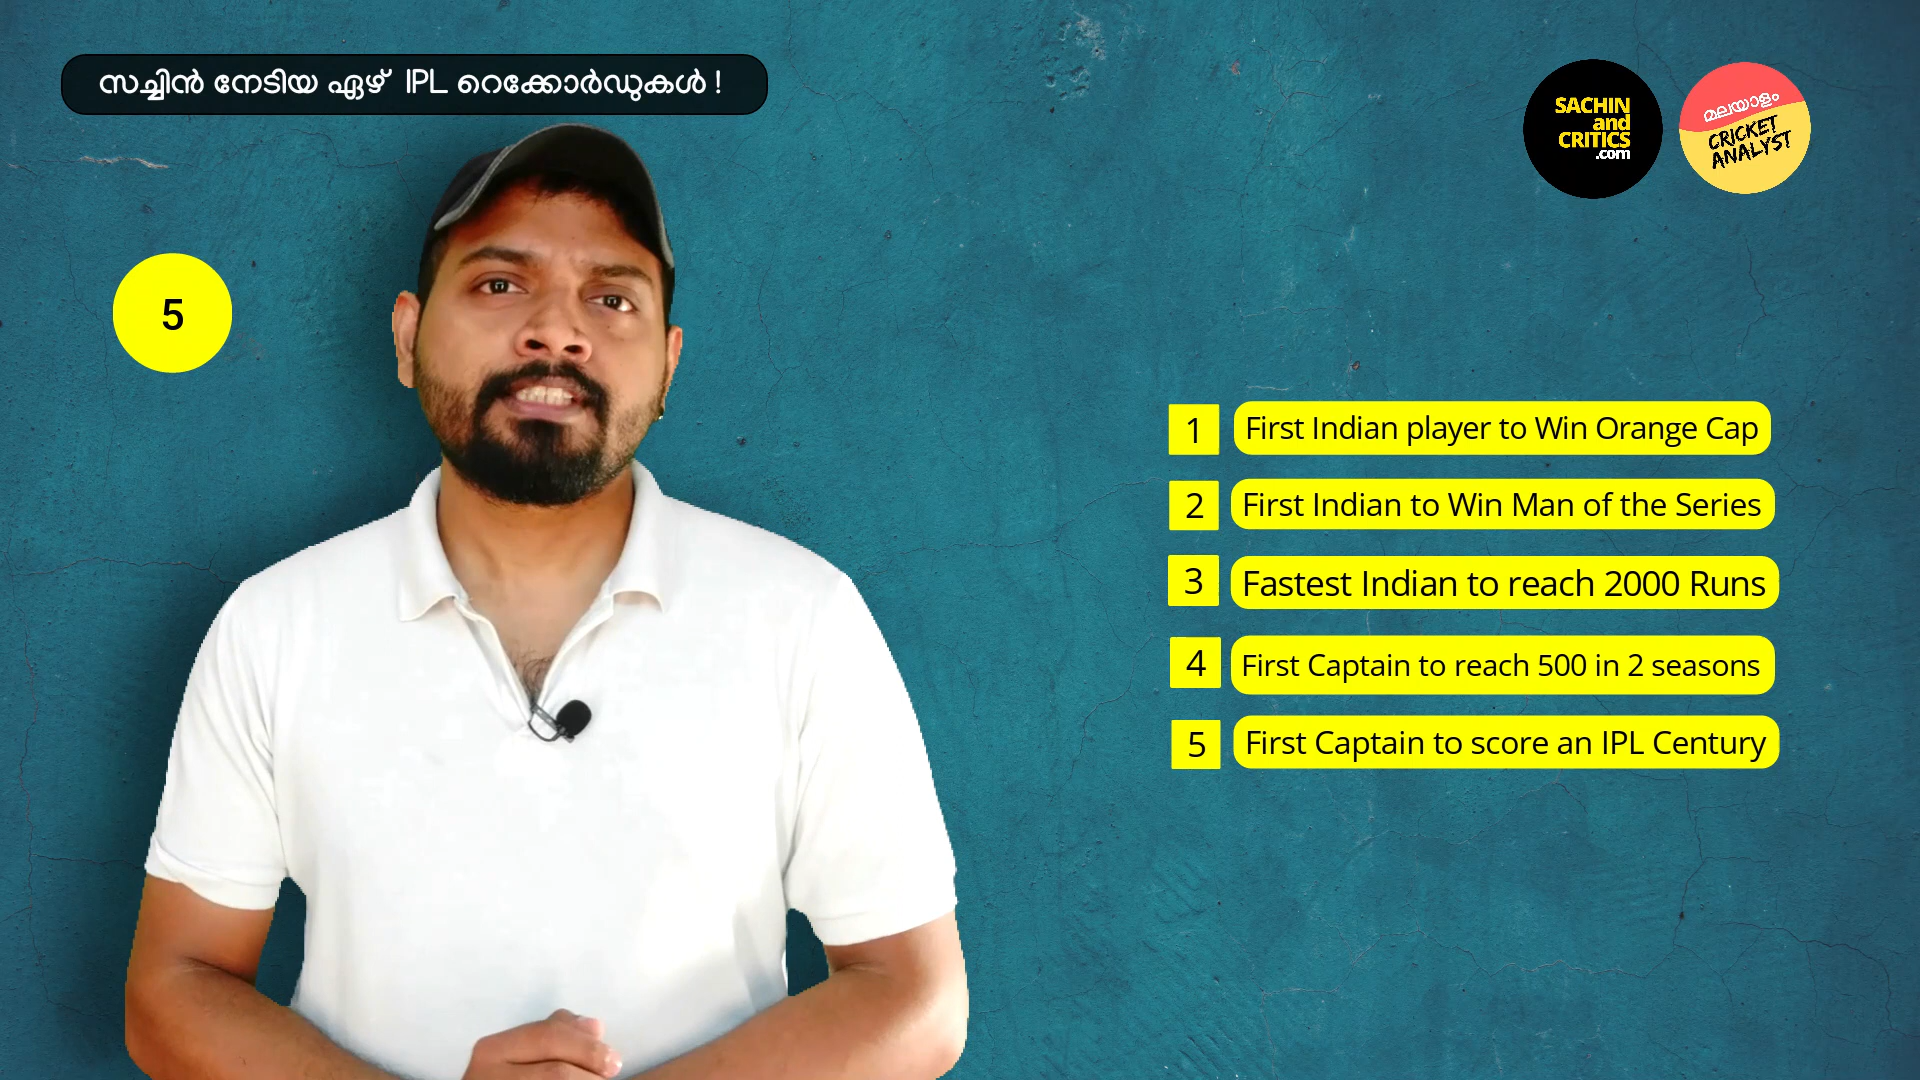 സച്ചിൻ നേടിയ ഏഴ് IPL റെക്കോർഡുകൾ !
SACHIN
and
CRITICS
.com
മലയാളം
CRICKET
ANALYST
5
1 First Indian player to Win Orange Cap
2 First Indian to Win Man of the Series
3 Fastest Indian to reach 2000 Runs
4 First Captain to reach 500 in 2 seasons
5 First Captain to score an IPL Century